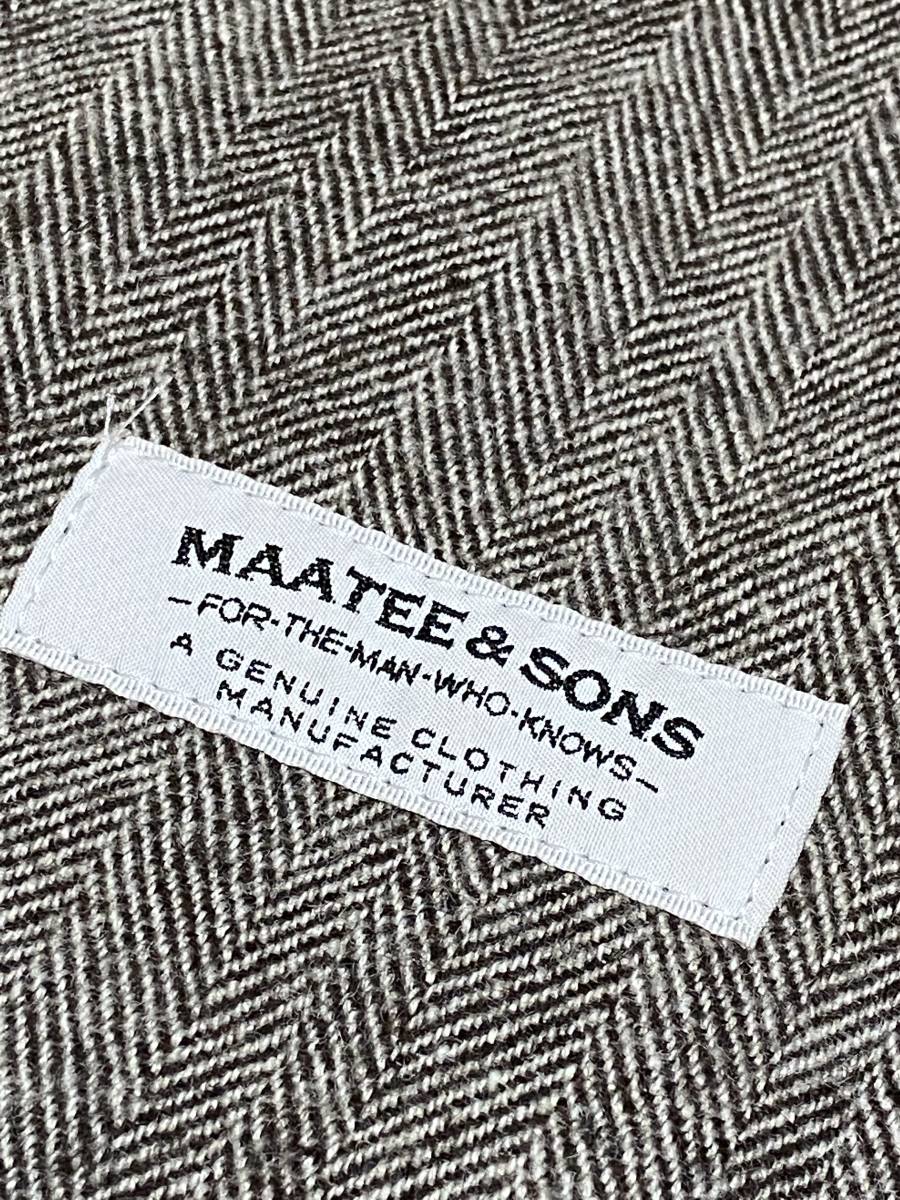 MAATEE & SONS
-FOR-THE-MAN-WHO-KNOWS-
A GENUINE CLOTHING
MANUFACTURER